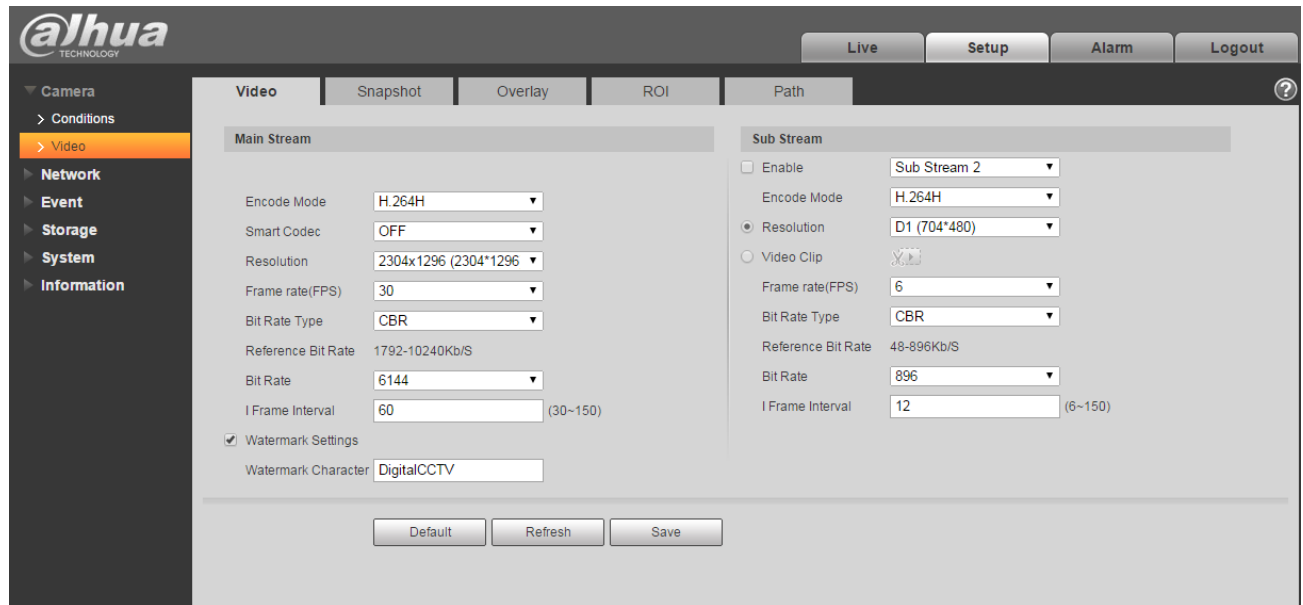 alhua
TECHNOLOGY
Live Setup Alarm Logout
Camera
Conditions
Video
Network
Event
Storage
System
Information
Video Snapshot Overlay ROI Path
Main Stream
Encode Mode H.264H
Smart Codec OFF
Resolution 2304x1296 (2304*1296
Frame rate(FPS) 30
Bit Rate Type CBR
Reference Bit Rate 1792-10240Kb/S
Bit Rate 6144
I Frame Interval 60 (30~150)
Watermark Settings
Watermark Character DigitalCCTV
Sub Stream
Enable Sub Stream 2
Encode Mode H.264H
Resolution D1 (704*480)
Video Clip
Frame rate(FPS) 6
Bit Rate Type CBR
Reference Bit Rate 48-896Kb/S
Bit Rate 896
I Frame Interval 12 (6~150)
Default Refresh Save